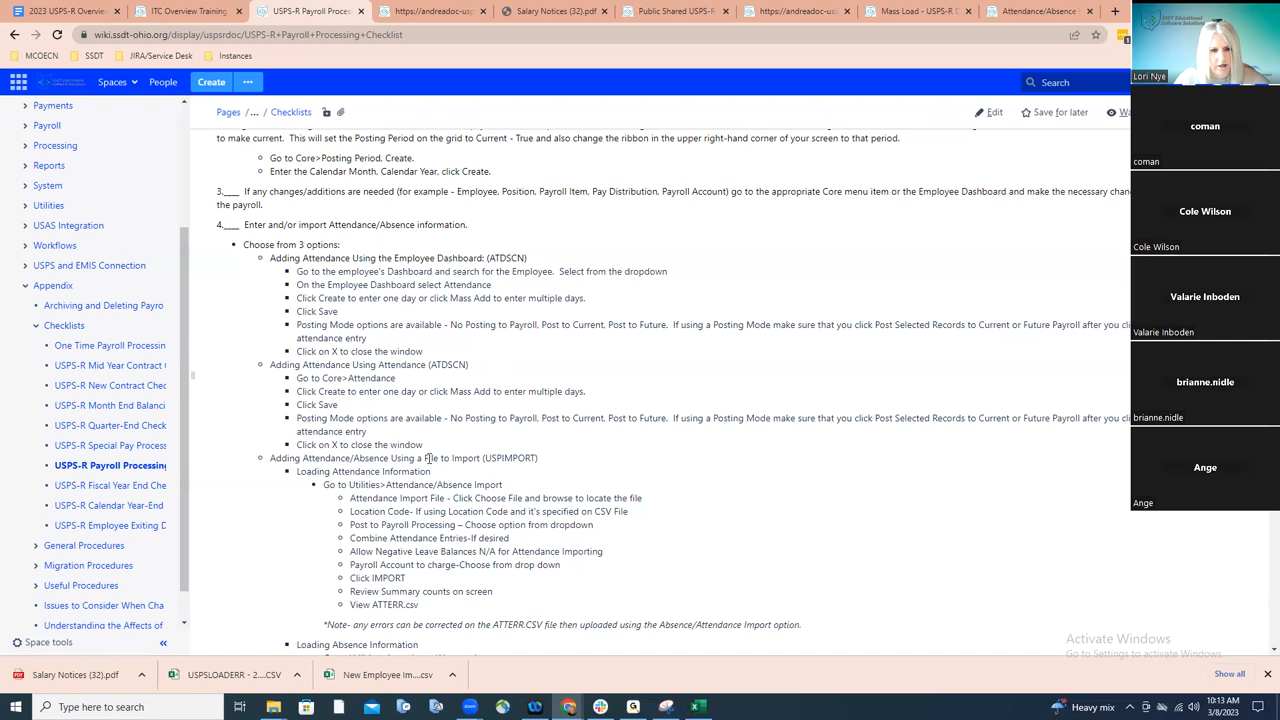 2023 USPS-R Overview
ITC Overview Training
USPS-R Payroll Process
https://andreadoc-us
Salary Notices (32).pdf
Public Shared USPS-R
https://andreadoc-us
Mass Load - USPS-R D
Attendance/Absence
wiki.ssdt-ohio.org/display/uspsrdoc/USPS-R+Payroll+Processing+Checklist
MCOECN
SSDT
JIRA/Service Desk
Instances
Spaces
People
Create
Search
Payments
Payroll
Processing
Reports
System
Utilities
USAS Integration
Workflows
USPS and EMIS Connection
Appendix
Archiving and Deleting Payro
Checklists
One Time Payroll Processin
USPS-R Mid Year Contract
USPS-R New Contract Chec
USPS-R Month End Balanci
USPS-R Quarter-End Check
USPS-R Special Pay Process
USPS-R Payroll Processing
USPS-R Fiscal Year End Che
USPS-R Calendar Year-End
USPS-R Employee Exiting D
General Procedures
Migration Procedures
Useful Procedures
Issues to Consider When Cha
Understanding the Affects of
Space tools
Pages /... / Checklists
Edit
Save for later
Wa
to make current. This will set the Posting Period on the grid to Current - True and also change the ribbon in the upper right-hand corner of your screen to that period.
Go to Core>Posting Period, Create.
Enter the Calendar Month, Calendar Year, click Create.
3.____ If any changes/additions are needed (for example - Employee, Position, Payroll Item, Pay Distribution, Payroll Account) go to the appropriate Core menu item or the Employee Dashboard and make the necessary chan
the payroll.
4.____ Enter and/or import Attendance/Absence information.
Choose from 3 options:
Adding Attendance Using the Employee Dashboard: (ATDSCN)
Go to the employee's Dashboard and search for the Employee. Select from the dropdown
On the Employee Dashboard select Attendance
Click Create to enter one day or click Mass Add to enter multiple days.
Click Save
Posting Mode options are available - No Posting to Payroll, Post to Current, Post to Future. If using a Posting Mode make sure that you click Post Selected Records to Current or Future Payroll after you cli
attendance entry
Click on X to close the window
Adding Attendance Using Attendance (ATDSCN)
Go to Core>Attendance
Click Create to enter one day or click Mass Add to enter multiple days.
Click Save
Posting Mode options are available - No Posting to Payroll, Post to Current, Post to Future. If using a Posting Mode make sure that you click Post Selected Records to Current or Future Payroll after you cli
attendance entry
Click on X to close the window
Adding Attendance/Absence Using a File to Import (USPIMPORT)
Loading Attendance Information
Go to Utilities>Attendance/Absence Import
Attendance Import File - Click Choose File and browse to locate the file
Location Code- If using Location Code and it's specified on CSV File
Post to Payroll Processing – Choose option from dropdown
Combine Attendance Entries-If desired
Allow Negative Leave Balances N/A for Attendance Importing
Payroll Account to charge-Choose from drop down
Click IMPORT
Review Summary counts on screen
View ATTERR.csv
*Note- any errors can be corrected on the ATTERR.CSV file then uploaded using the Absence/Attendance Import option.
Loading Absence Information
Lori Nye
coman
coman
Cole Wilson
Cole Wilson
Valarie Inboden
Valarie Inboden
brianne.nidle
brianne.nidle
Ange
Ange
Activate Windows
Go to Settings to activate Windows.
Salary Notices (32).pdf
USPSLOADERR - 2....CSV
New Employee Im....csv
Show all
Type here to search
Heavy mix
10:13 AM
3/8/2023